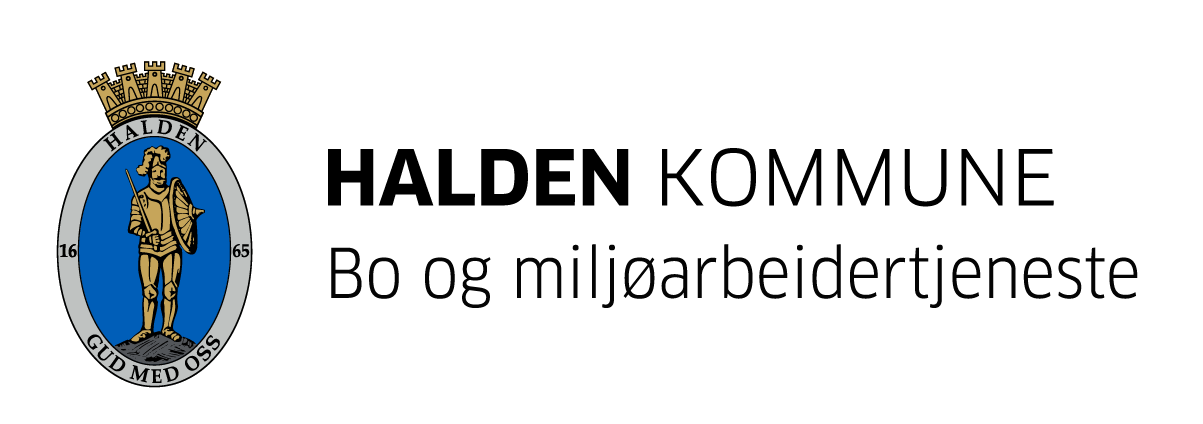 HALDEN
16 65
GUD MED OSS
HALDEN KOMMUNE
Bo og miljøarbeidertjeneste